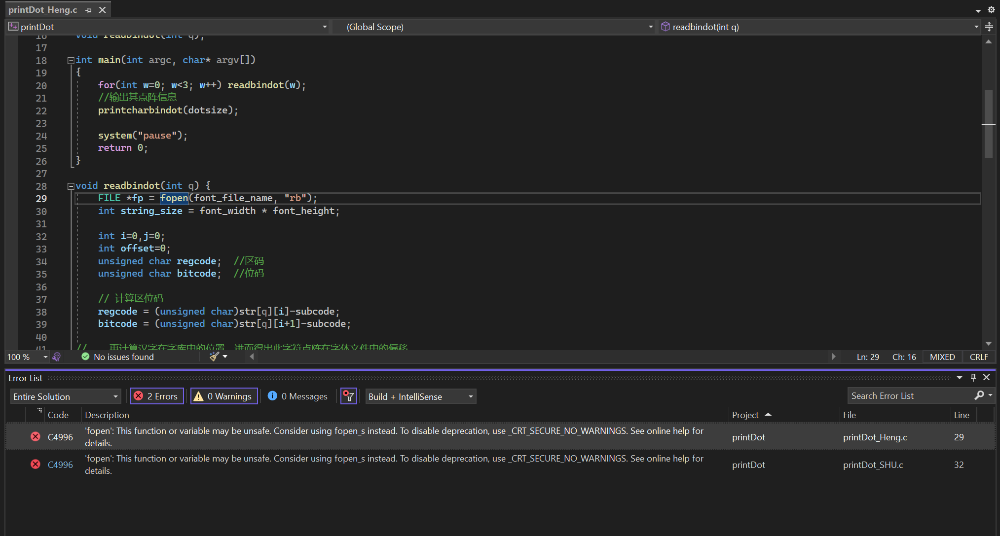 printDot_Heng.c
printDot
(Global Scope)
readbindot(int q)
16 void readbindot(int q);
17
18 int main(int argc, char* argv[])
19 {
20 for(int w=0; w<3; w++) readbindot(w);
21 //输出其点阵信息
22 printcharbindot(dotsize);
23
24 system("pause");
25 return 0;
26 }
27
28 void readbindot(int q) {
29 FILE *fp = fopen(font_file_name, "rb");
30 int string_size = font_width * font_height;
31
32 int i=0,j=0;
33 int offset=0;
34 unsigned char regcode; //区码
35 unsigned char bitcode; //位码
36
37 // 计算区位码
38 regcode = (unsigned char)str[q][i]-subcode;
39 bitcode = (unsigned char)str[q][i+1]-subcode;
40
41 // 再计算汉字在字库中的位置，进而得出此字符点阵在字体文件中的偏移
100 %
No issues found
Ln: 29
Ch: 16
MIXED
CRLF
Error List
Entire Solution
2 Errors
0 Warnings
0 Messages
Build + IntelliSense
Search Error List
Code Description Project File Line
C4996 'fopen': This function or variable may be unsafe. Consider using fopen_s instead. To disable deprecation, use _CRT_SECURE_NO_WARNINGS. See online help for printDot printDot_Heng.c 29
details.
C4996 'fopen': This function or variable may be unsafe. Consider using fopen_s instead. To disable deprecation, use _CRT_SECURE_NO_WARNINGS. See online help for printDot printDot_SHU.c 32
details.